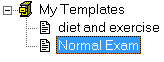 My Templates
diet and exercise
Normal Exam